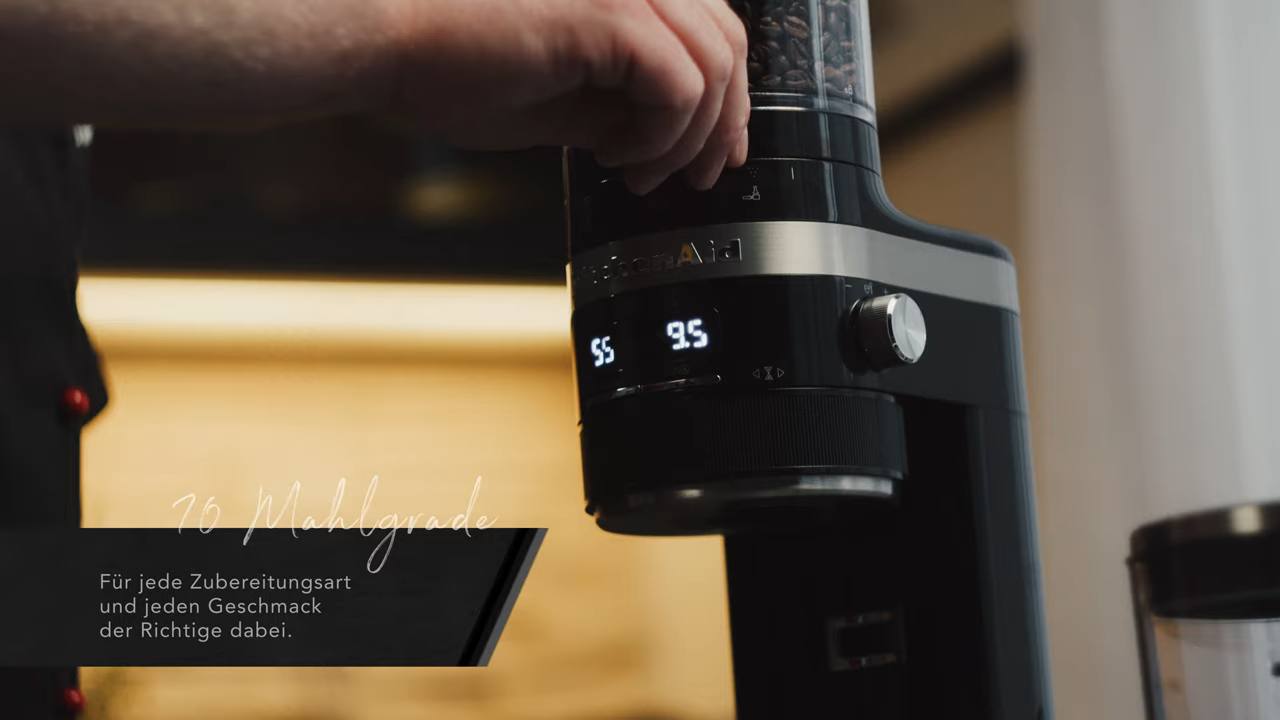 KitchenAid
55
9.5
70 Mahlgrade
Für jede Zubereitungsart
und jeden Geschmack
der Richtige dabei.